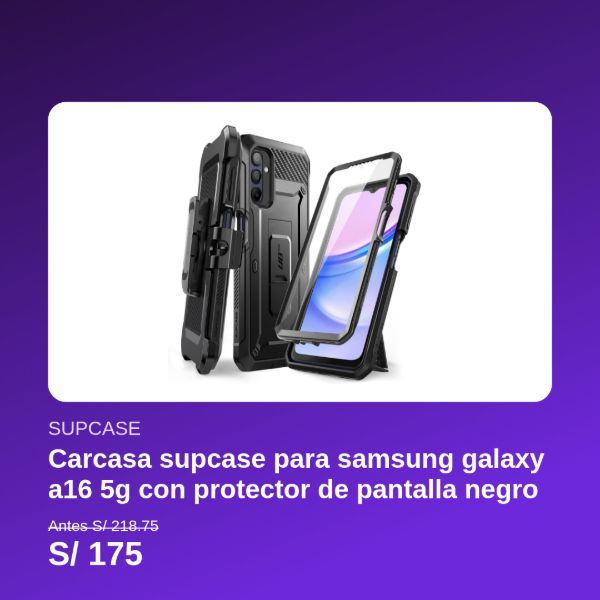 SUPCASE
Carcasa supcase para samsung galaxy
a16 5g con protector de pantalla negro
Antes S/ 218.75
S/ 175